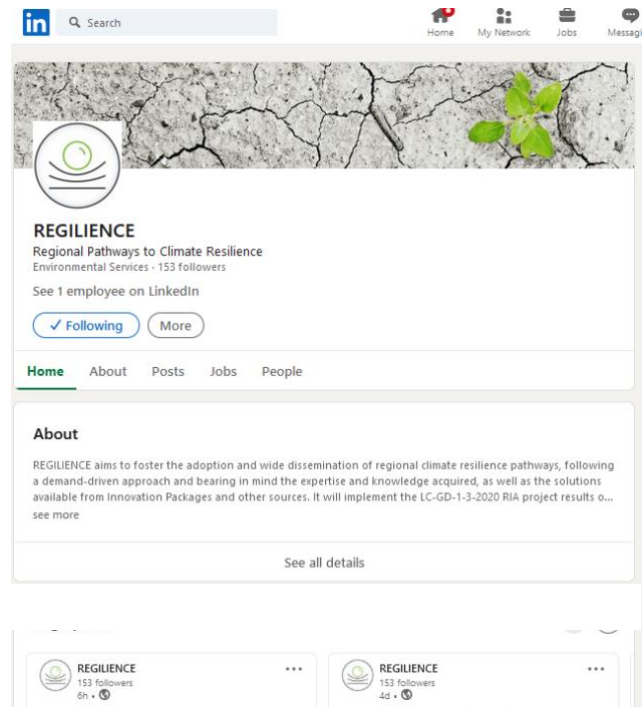 in
Search
Home
My Network
Jobs
REGILIENCE
Regional Pathways to Climate Resilience
Environmental Services · 153 followers
See 1 employee on LinkedIn
✓ Following
More
Home
About
Posts
Jobs
People
About
REGILIENCE aims to foster the adoption and wide dissemination of regional climate resilience pathways, following
a demand-driven approach and bearing in mind the expertise and knowledge acquired, as well as the solutions
available from Innovation Packages and other sources. It will implement the LC-GD-1-3-2020 RIA project results o...
see more
See all details
REGILIENCE
153 followers
6h •
REGILIENCE
153 followers
4d •